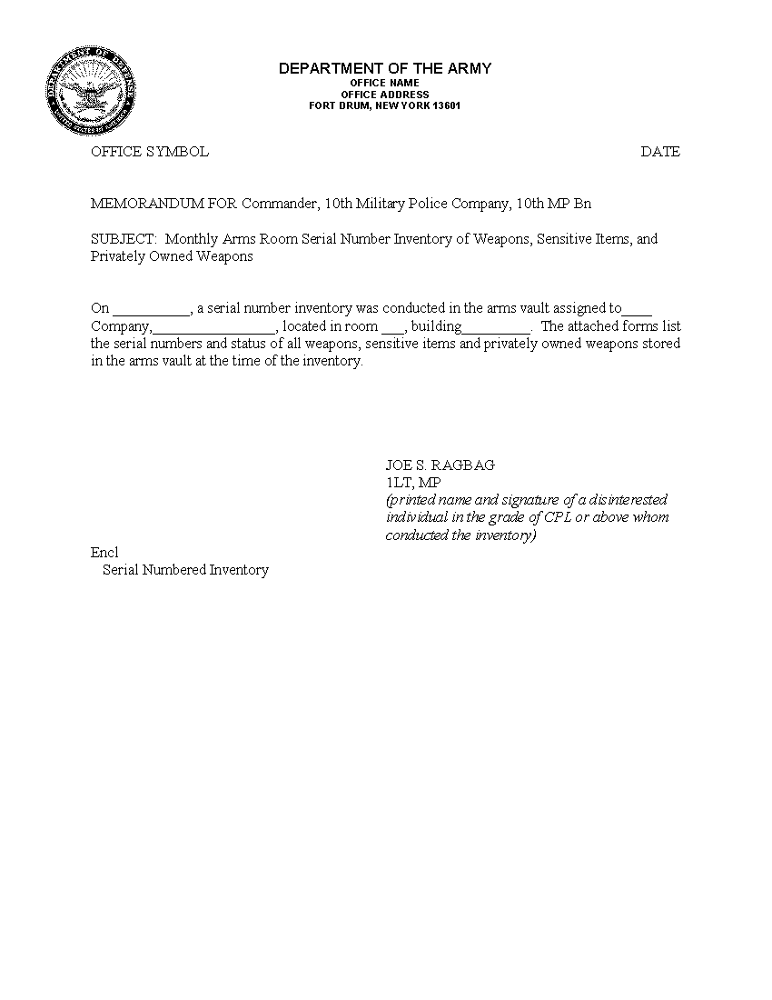 DEPARTMENT OF DEFENSE
UNITED STATES OF AMERICA
DEPARTMENT OF THE ARMY
OFFICE NAME
OFFICE ADDRESS
FORT DRUM, NEW YORK 13601
OFFICE SYMBOL DATE
MEMORANDUM FOR Commander, 10th Military Police Company, 10th MP Bn
SUBJECT:  Monthly Arms Room Serial Number Inventory of Weapons, Sensitive Items, and
Privately Owned Weapons
On __________, a serial number inventory was conducted in the arms vault assigned to____
Company,________________, located in room ___, building_________.  The attached forms list
the serial numbers and status of all weapons, sensitive items and privately owned weapons stored
in the arms vault at the time of the inventory.
JOE S. RAGBAG
1LT, MP
(printed name and signature of a disinterested
individual in the grade of CPL or above whom
conducted the inventory)
Encl
Serial Numbered Inventory